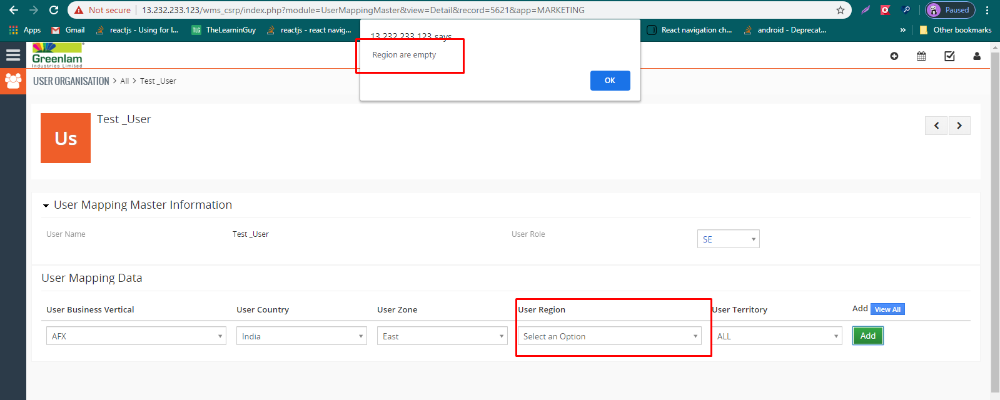 Not secure | 13.232.233.123/wms_csrp/index.php?module=UserMappingMaster&view=Detail&record=5621&app=MARKETING
Paused
Apps Gmail reactjs - Using for l... TLG TheLearninGuy reactjs - react navig... React navigation ch... android - Deprecat... » Other bookmarks
13.232.233.123 says
Region are empty
OK
Greenlam
Industries Limited
USER ORGANISATION > All > Test _User
Us
Test _User
User Mapping Master Information
User Name Test _User User Role SE
User Mapping Data
User Business Vertical User Country User Zone User Region User Territory Add View All
AFX India East Select an Option ALL Add